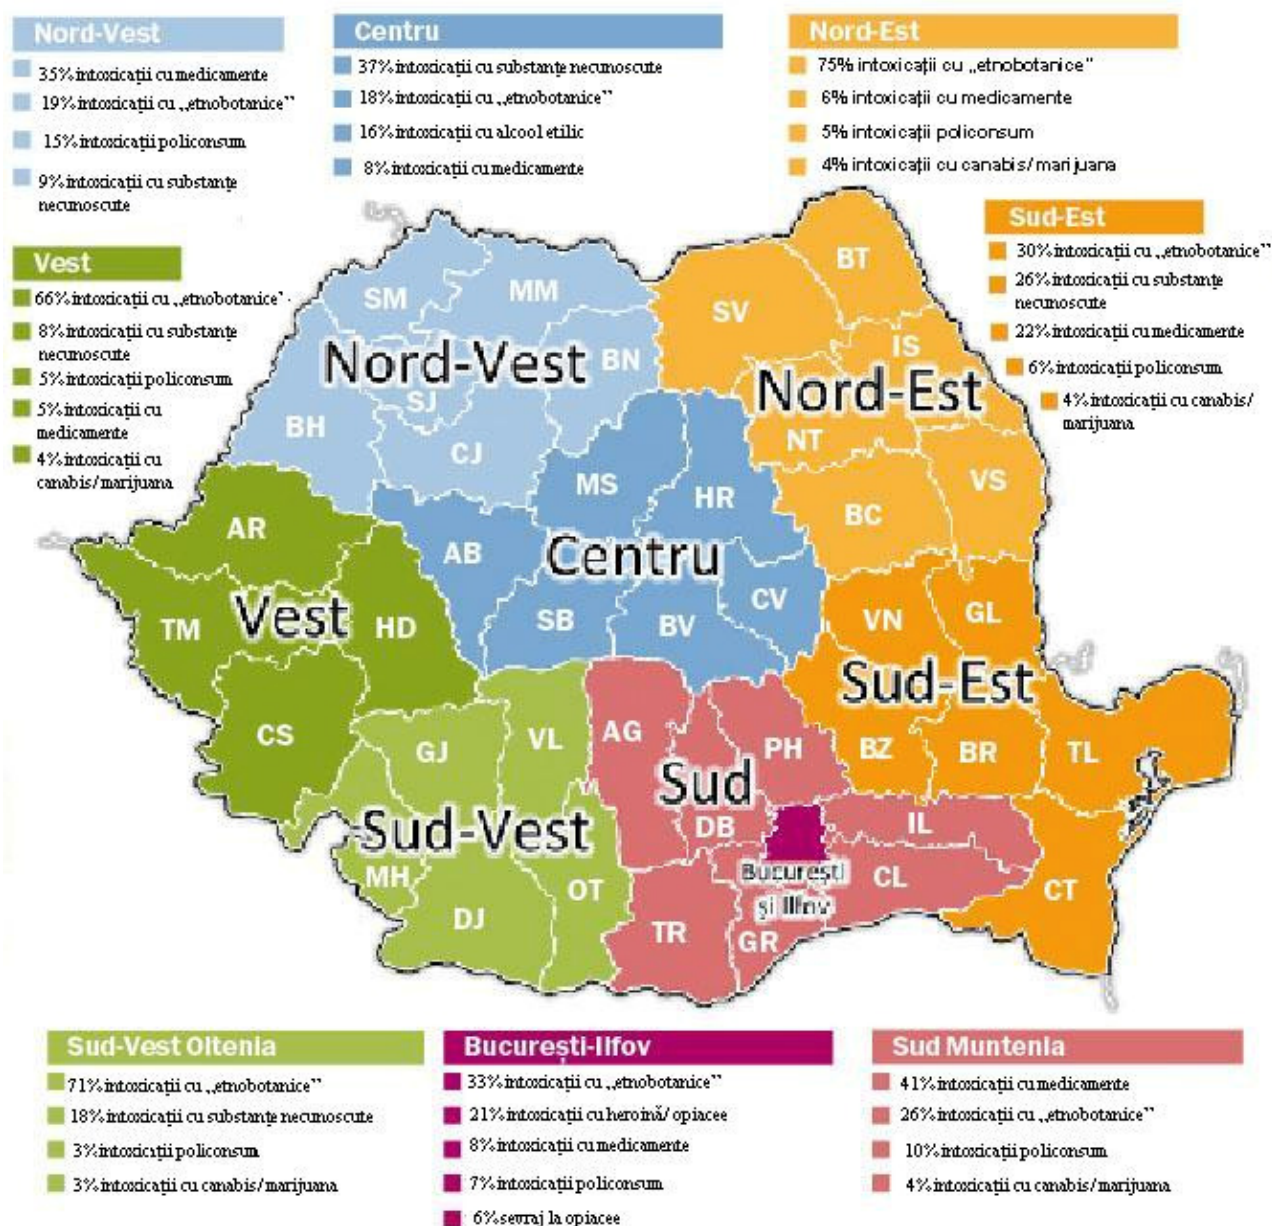 Nord-Vest
35% intoxicații cu medicamente
19% intoxicații cu „etnobotanice”
15% intoxicații policonsum
9% intoxicații cu substanțe
necunoscute
Centru
37% intoxicații cu substanțe necunoscute
18% intoxicații cu „etnobotanice”
16% intoxicații cu alcool etilic
8% intoxicații cu medicamente
Nord-Est
75% intoxicații cu „etnobotanice”
6% intoxicații cu medicamente
5% intoxicații policonsum
4% intoxicații cu canabis/marijuana
Sud-Est
30% intoxicații cu „etnobotanice”
26% intoxicații cu substanțe
necunoscute
22% intoxicații cu medicamente
6% intoxicații policonsum
4% intoxicații cu canabis/
marijuana
Vest
66% intoxicații cu „etnobotanice”
8% intoxicații cu substanțe
necunoscute
5% intoxicații policonsum
5% intoxicații cu
medicamente
4% intoxicații cu
canabis/marijuana
BT
SM
MM
SV
IS
BN
Nord-Vest
Nord-Est
SJ
BH
CJ
NT
MS
HR
VS
BC
AR
AB
Centru
CV
GL
TM
Vest
HD
SB
BV
VN
Sud-Est
CS
GJ
VL
AG
PH
BZ
BR
TL
Sud
Sud-Vest
DB
IL
București
și Ilfov
MH
OT
CL
CT
DJ
TR
GR
Sud-Vest Oltenia
71% intoxicații cu „etnobotanice”
18% intoxicații cu substanțe necunoscute
3% intoxicații policonsum
3% intoxicații cu canabis/marijuana
București-Ilfov
33% intoxicații cu „etnobotanice”
21% intoxicații cu heroină/ opiacee
8% intoxicații cu medicamente
7% intoxicații policonsum
6% sevraj la opiacee
Sud Muntenia
41% intoxicații cu medicamente
26% intoxicații cu „etnobotanice”
10% intoxicații policonsum
4% intoxicații cu canabis/marijuana